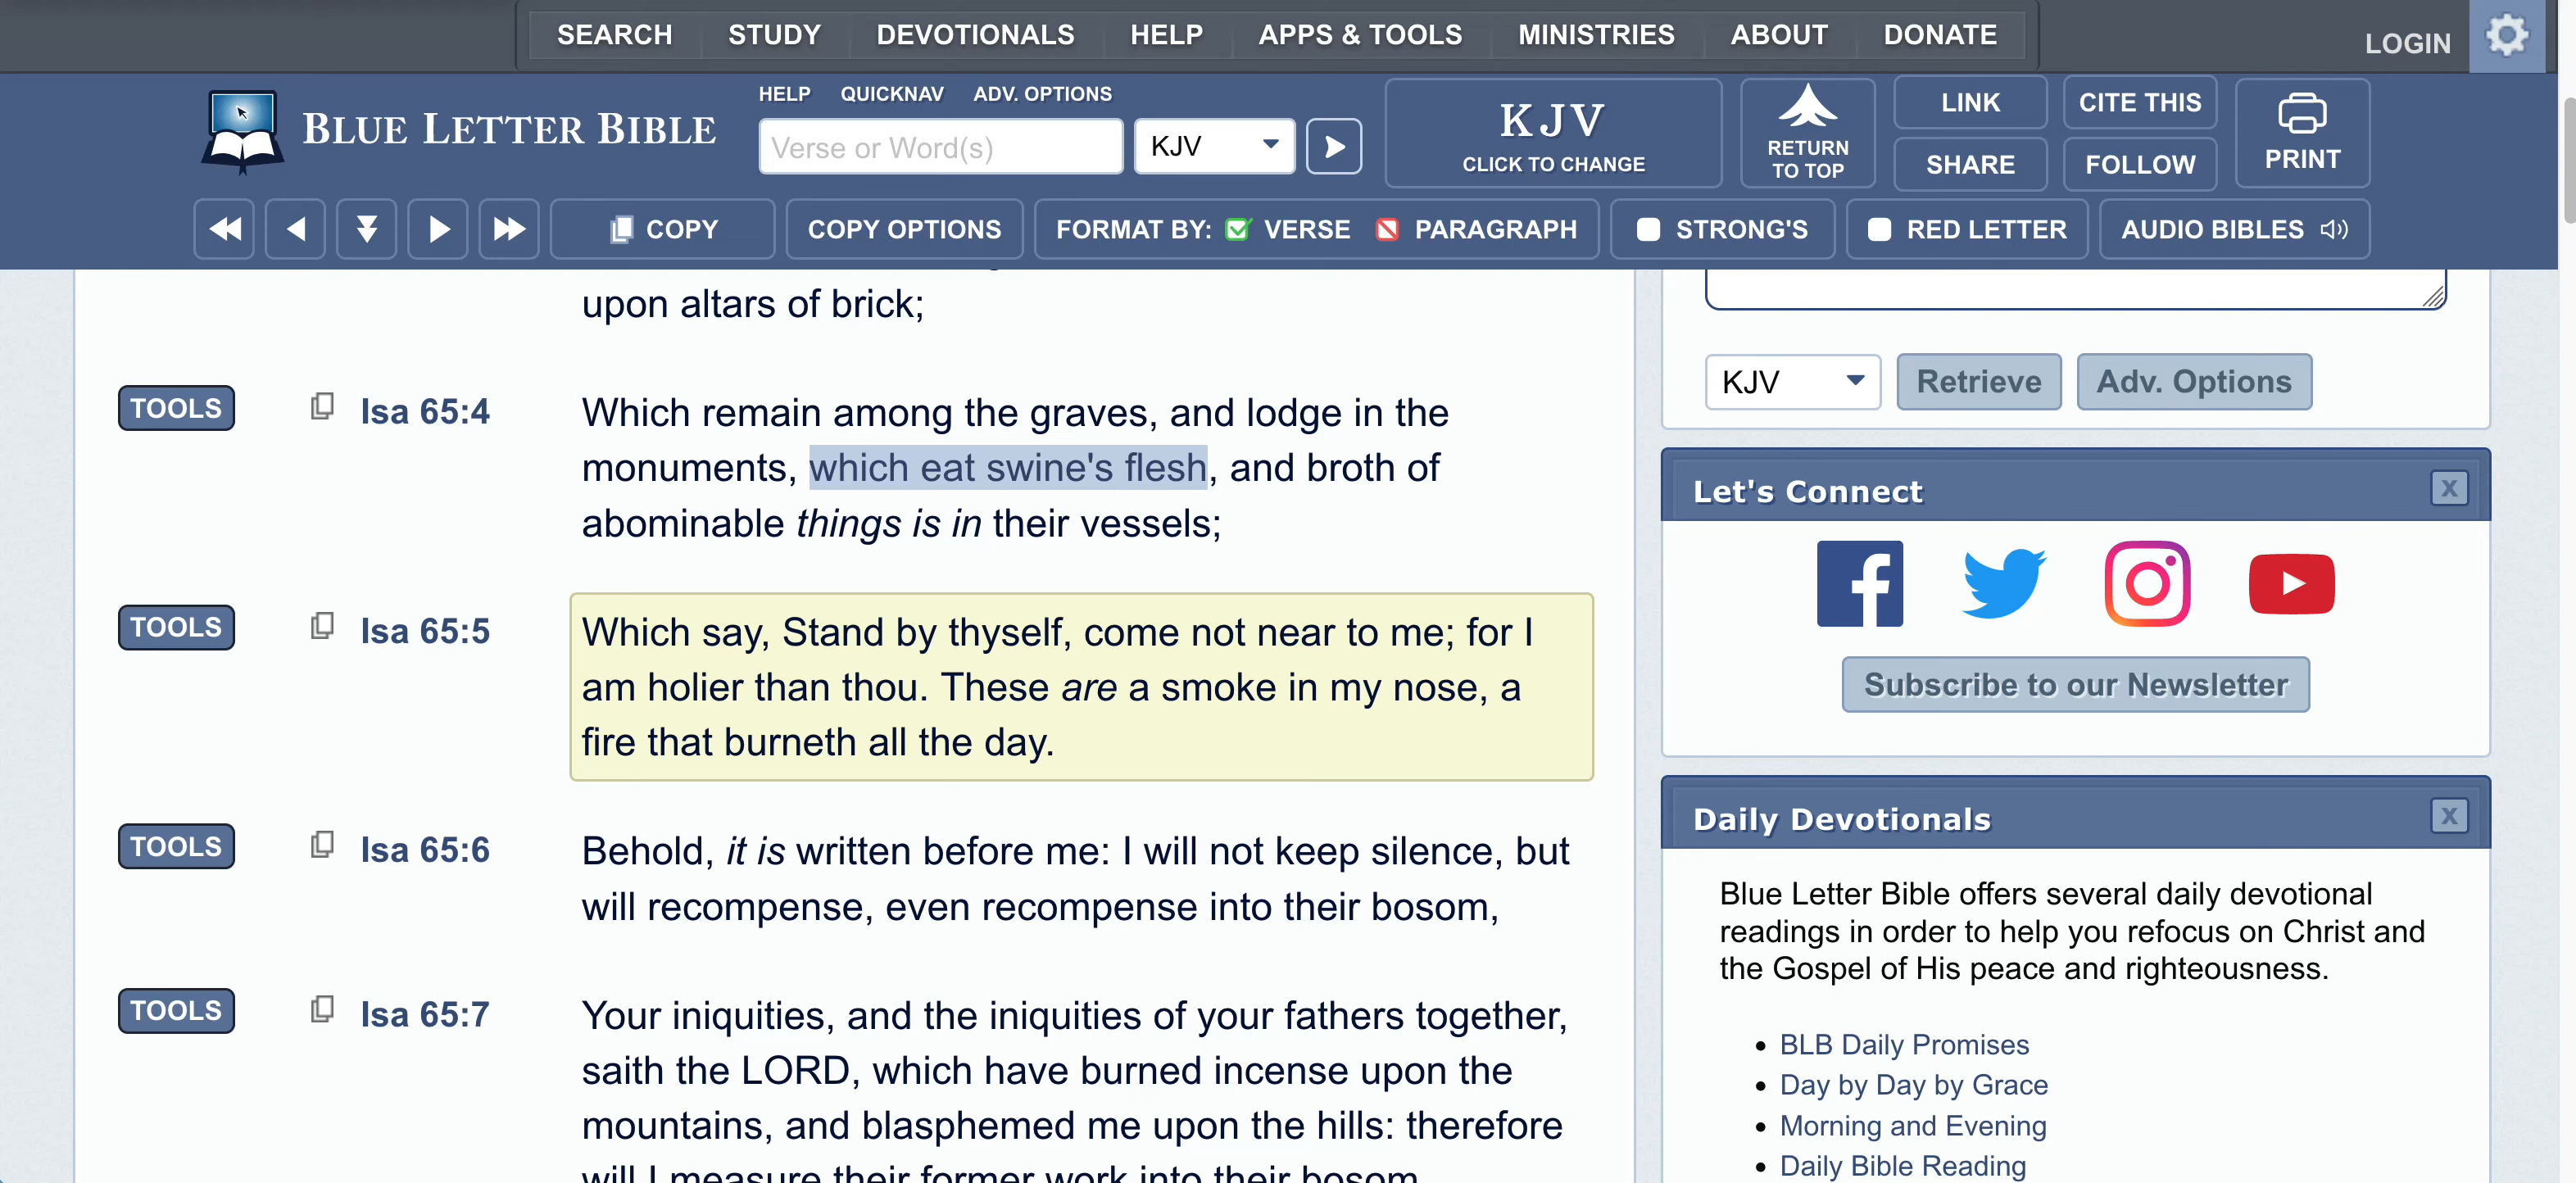 SEARCH STUDY DEVOTIONALS HELP APPS & TOOLS MINISTRIES ABOUT DONATE
LOGIN
BLUE LETTER BIBLE
HELP QUICKNAV ADV. OPTIONS
Verse or Word(s)
KJV
KJV
CLICK TO CHANGE
RETURN
TO TOP
LINK
CITE THIS
SHARE
FOLLOW
PRINT
COPY
COPY OPTIONS
FORMAT BY: VERSE PARAGRAPH
STRONG'S
RED LETTER
AUDIO BIBLES
upon altars of brick;
TOOLS
Isa 65:4
Which remain among the graves, and lodge in the
monuments, which eat swine's flesh, and broth of
abominable things is in their vessels;
TOOLS
Isa 65:5
Which say, Stand by thyself, come not near to me; for I
am holier than thou. These are a smoke in my nose, a
fire that burneth all the day.
TOOLS
Isa 65:6
Behold, it is written before me: I will not keep silence, but
will recompense, even recompense into their bosom,
TOOLS
Isa 65:7
Your iniquities, and the iniquities of your fathers together,
saith the LORD, which have burned incense upon the
mountains, and blasphemed me upon the hills: therefore
will I measure their former work into their bosom
KJV
Retrieve
Adv. Options
Let's Connect
X
Subscribe to our Newsletter
Daily Devotionals
X
Blue Letter Bible offers several daily devotional
readings in order to help you refocus on Christ and
the Gospel of His peace and righteousness.
BLB Daily Promises
Day by Day by Grace
Morning and Evening
Daily Bible Reading